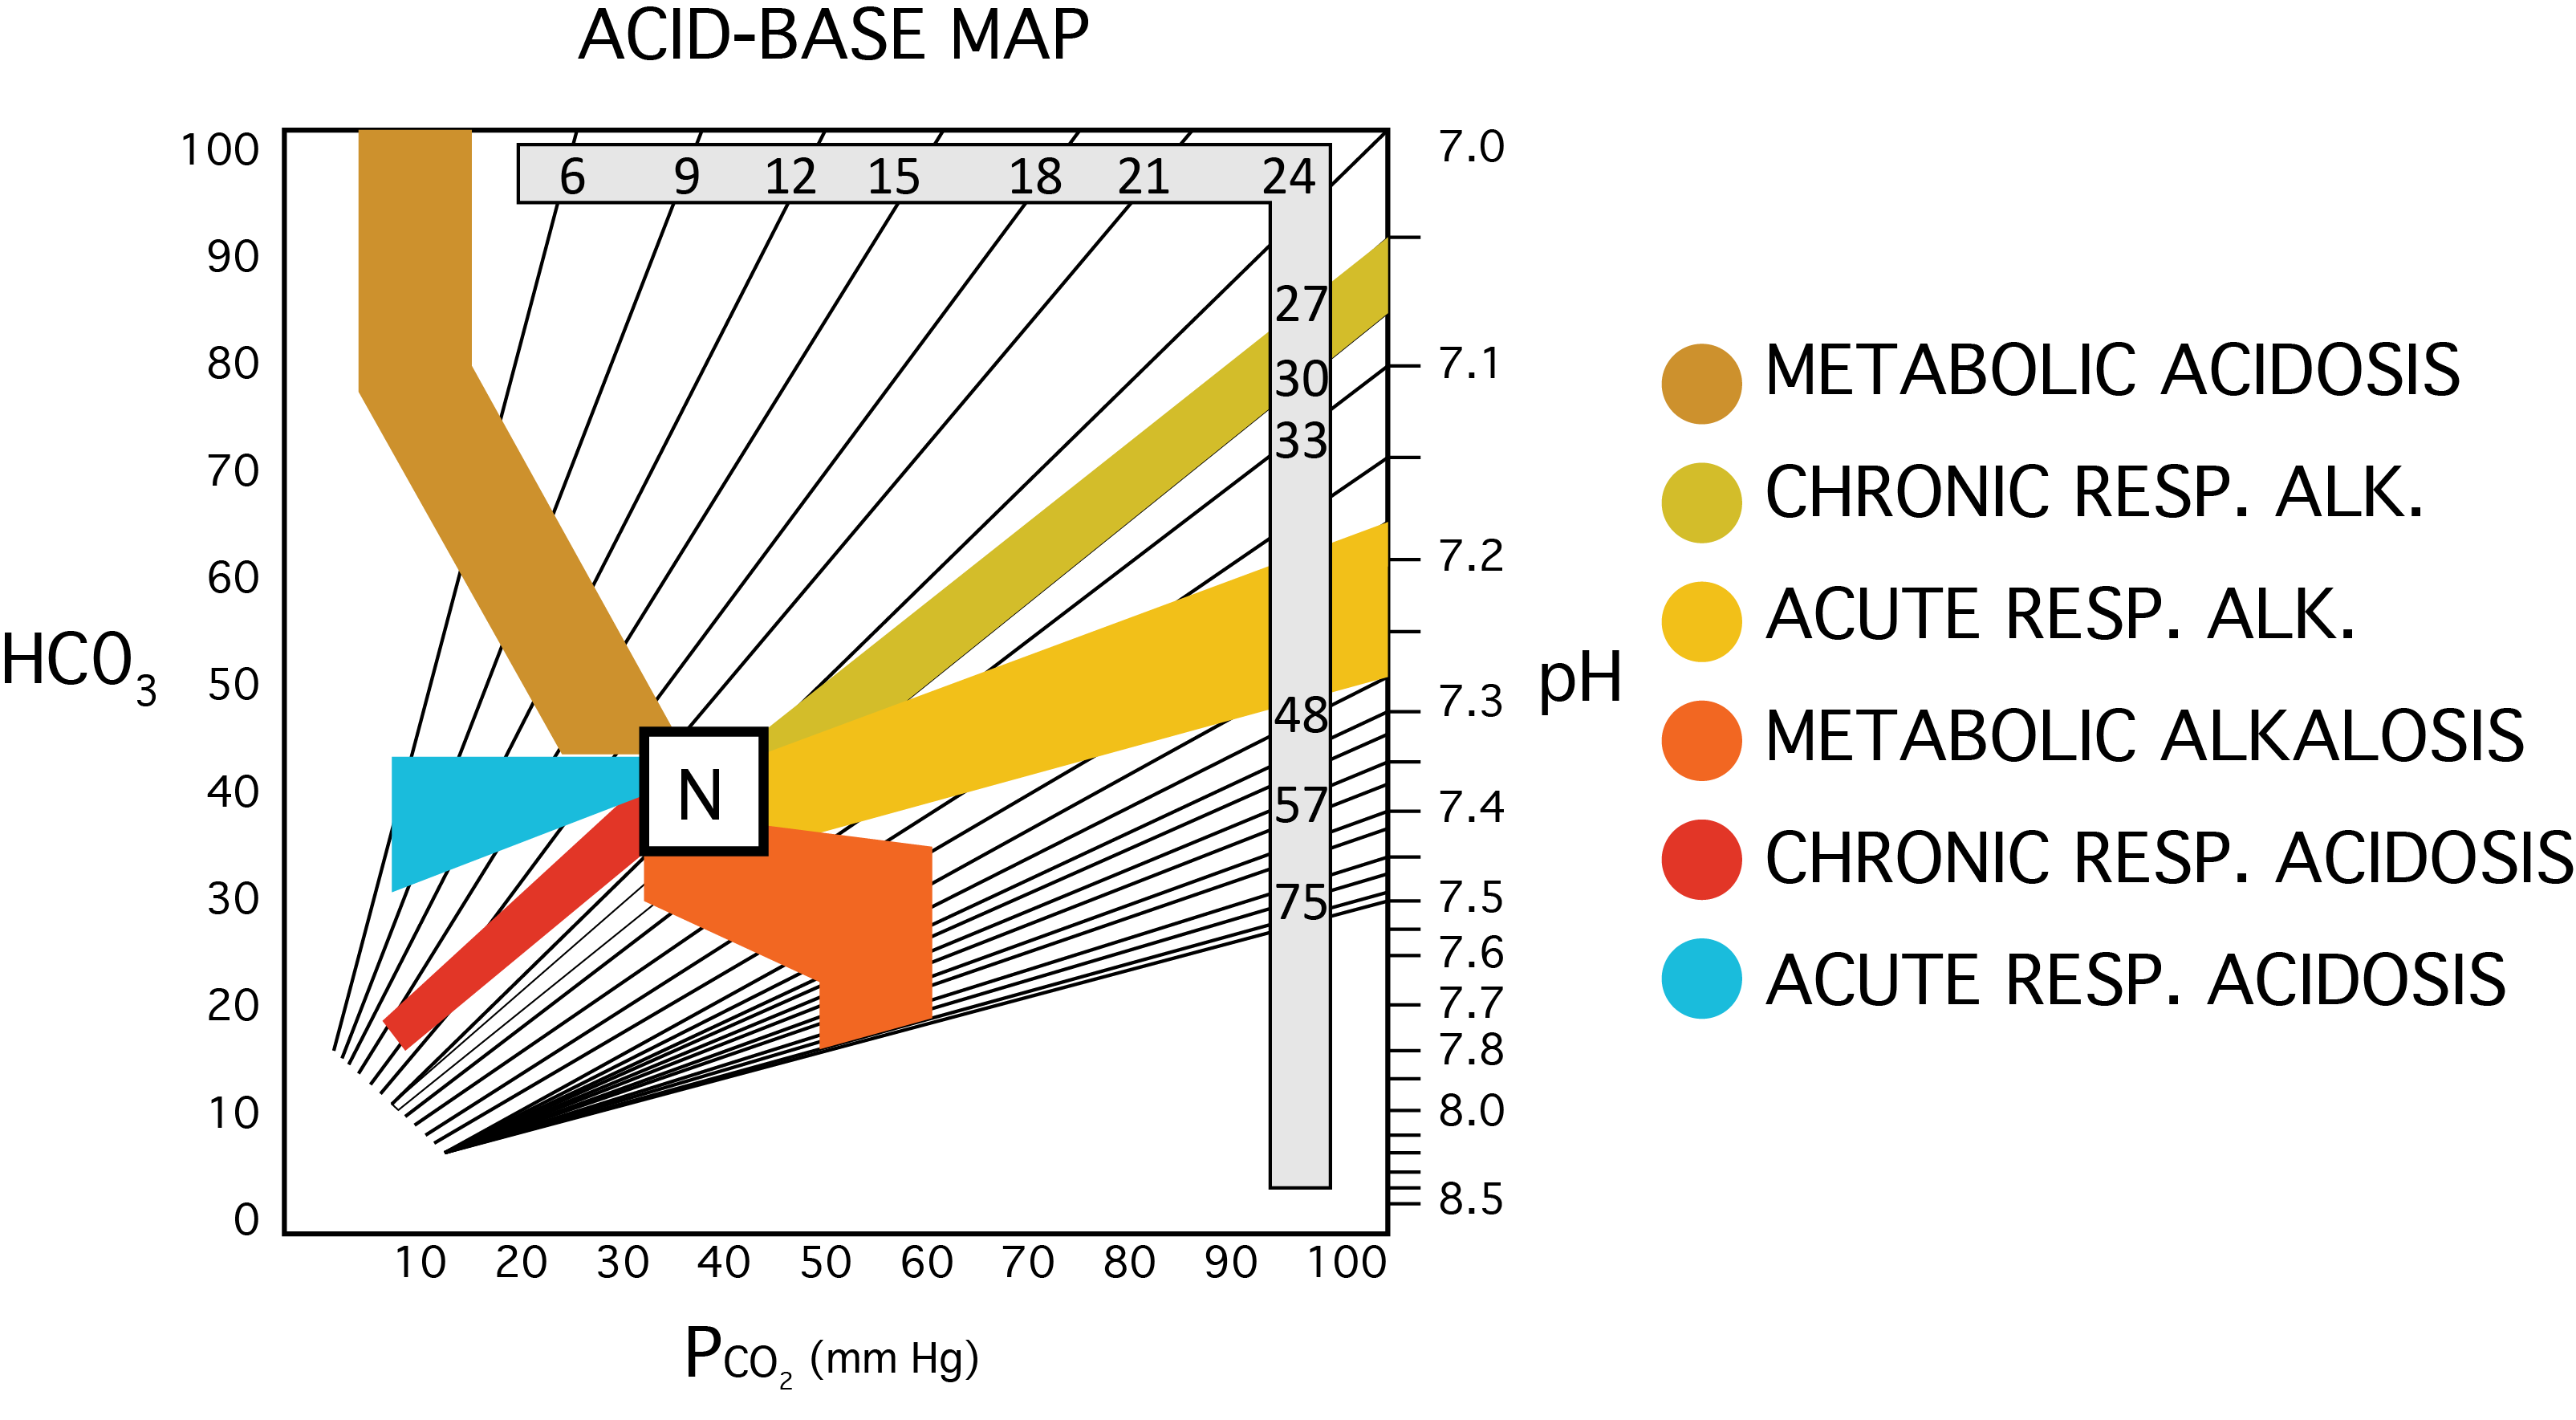 ACID-BASE MAP
100
90
80
70
60
50
40
30
20
10
0
HCO3
6 9 12 15 18 21 24
27
30
33
48
57
75
N
7.0
7.1
7.2
7.3
7.4
7.5
7.6
7.7
7.8
8.0
8.5
pH
10 20 30 40 50 60 70 80 90 100
PCO2 (mm Hg)
METABOLIC ACIDOSIS
CHRONIC RESP. ALK.
ACUTE RESP. ALK.
METABOLIC ALKALOSIS
CHRONIC RESP. ACIDOSIS
ACUTE RESP. ACIDOSIS